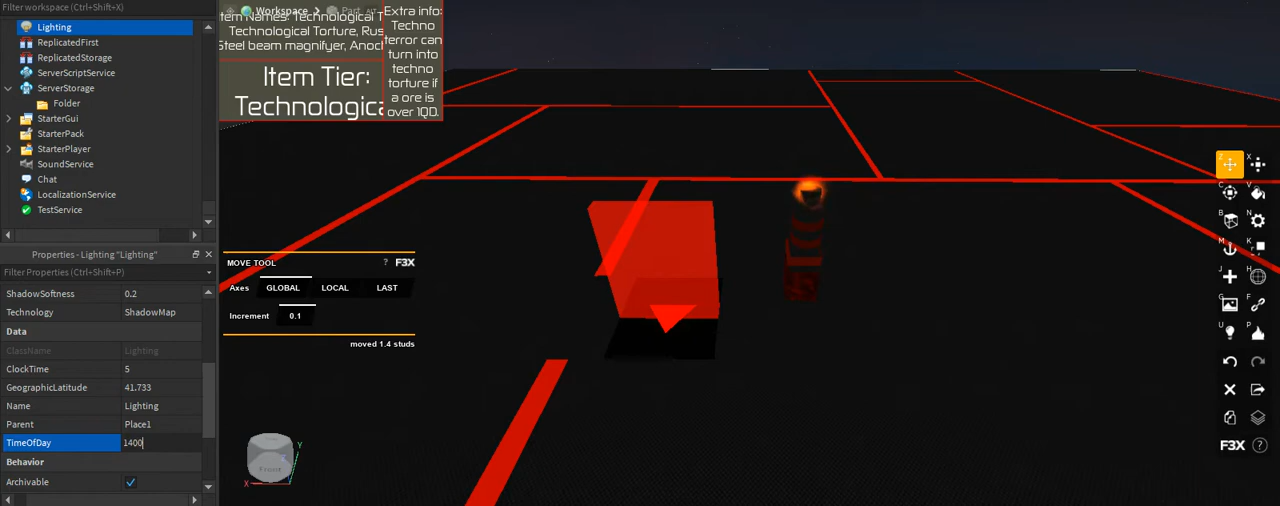 Filter workspace (Ctrl+Shift+X)
Lighting
ReplicatedFirst
ReplicatedStorage
ServerScriptService
ServerStorage
Folder
StarterGui
StarterPack
StarterPlayer
SoundService
Chat
LocalizationService
TestService
Properties - Lighting "Lighting"
Filter Properties (Ctrl+Shift+P)
ShadowSoftness 0.2
Technology ShadowMap
Data
ClassName Lighting
ClockTime 5
GeographicLatitude 41.733
Name Lighting
Parent Place1
TimeOfDay 1400
Behavior
Archivable
Workspace Part
Item Names: Technological T
Technological Torture, Rus
Steel beam magnifyer, Anoc
Item Tier:
Technologica
Extra info:
Techno
terror can
turn into
techno
torture if
a ore is
over 1QD.
MOVE TOOL ? F3X
Axes GLOBAL LOCAL LAST
Increment 0.1
moved 1.4 studs
Front
X
Y
Z
Z X
C V
B G
M K
J H
G F
U P
F3X ?